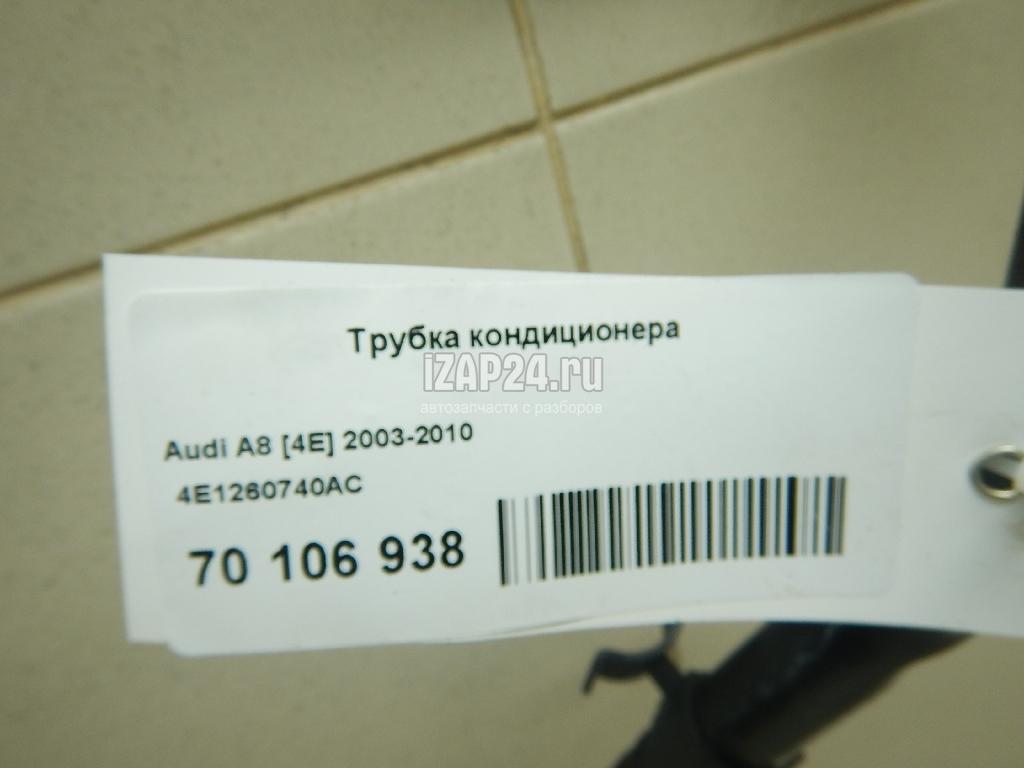 Трубка кондиционера
iZAP24.ru
автозапчасти с разборов
Audi A8 [4E] 2003-2010
4E1260740AC
70 106 938